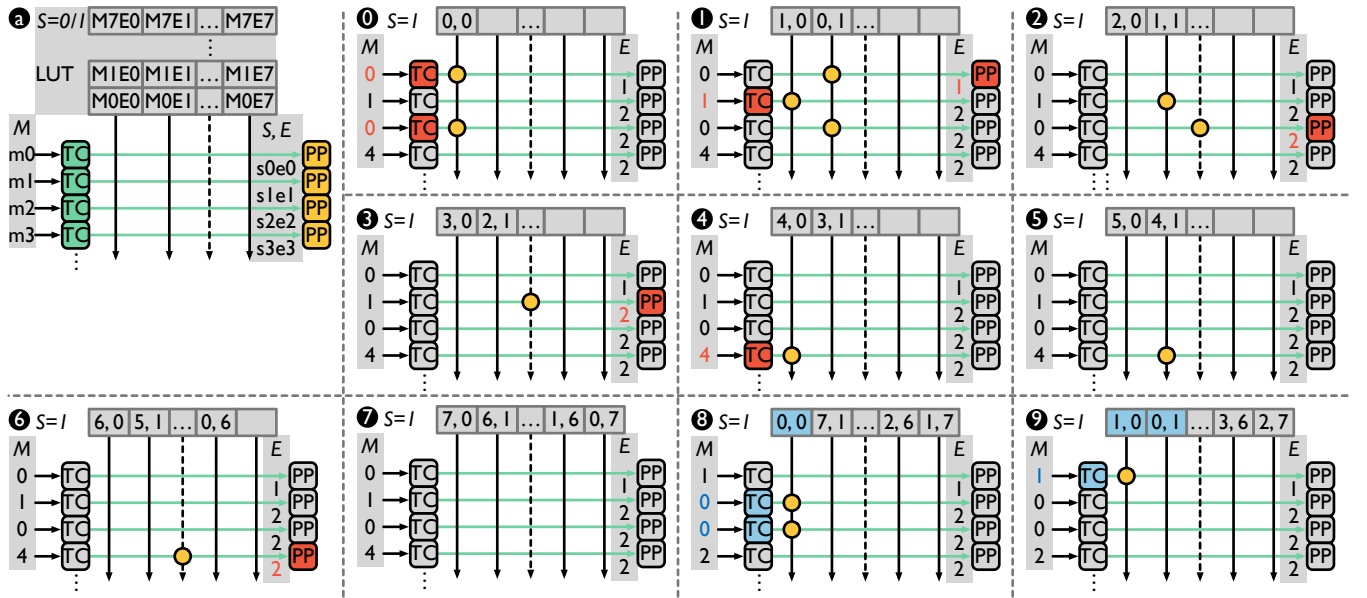 a S=0/1 M7E0 M7E1 … M7E7
⋮
LUT M1E0 M1E1 … M1E7
M0E0 M0E1 … M0E7
M S, E
m0 TC PP
s0e0
m1 TC PP
s1e1
m2 TC PP
s2e2
m3 TC PP
s3e3
⋮
0 S=1 0, 0 …
M E
0 TC PP
1
1 TC PP
2
0 TC PP
2
4 TC PP
2
⋮
1 S=1 1, 0 0, 1 …
M E
0 TC PP
1
1 TC PP
2
0 TC PP
2
4 TC PP
2
⋮
2 S=1 2, 0 1, 1 …
M E
0 TC PP
1
1 TC PP
2
0 TC PP
2
4 TC PP
2
⋮ ⋮
3 S=1 3, 0 2, 1 …
M E
0 TC PP
1
1 TC PP
2
0 TC PP
2
4 TC PP
2
⋮
4 S=1 4, 0 3, 1 …
M E
0 TC PP
1
1 TC PP
2
0 TC PP
2
4 TC PP
2
⋮
5 S=1 5, 0 4, 1 …
M E
0 TC PP
1
1 TC PP
2
0 TC PP
2
4 TC PP
2
⋮
6 S=1 6, 0 5, 1 … 0, 6
M E
0 TC PP
1
1 TC PP
2
0 TC PP
2
4 TC PP
2
⋮
7 S=1 7, 0 6, 1 … 1, 6 0, 7
M E
0 TC PP
1
1 TC PP
2
0 TC PP
2
4 TC PP
2
⋮
8 S=1 0, 0 7, 1 … 2, 6 1, 7
M E
1 TC PP
1
0 TC PP
2
0 TC PP
2
2 TC PP
2
⋮
9 S=1 1, 0 0, 1 … 3, 6 2, 7
M E
1 TC PP
1
0 TC PP
2
0 TC PP
2
2 TC PP
2
⋮